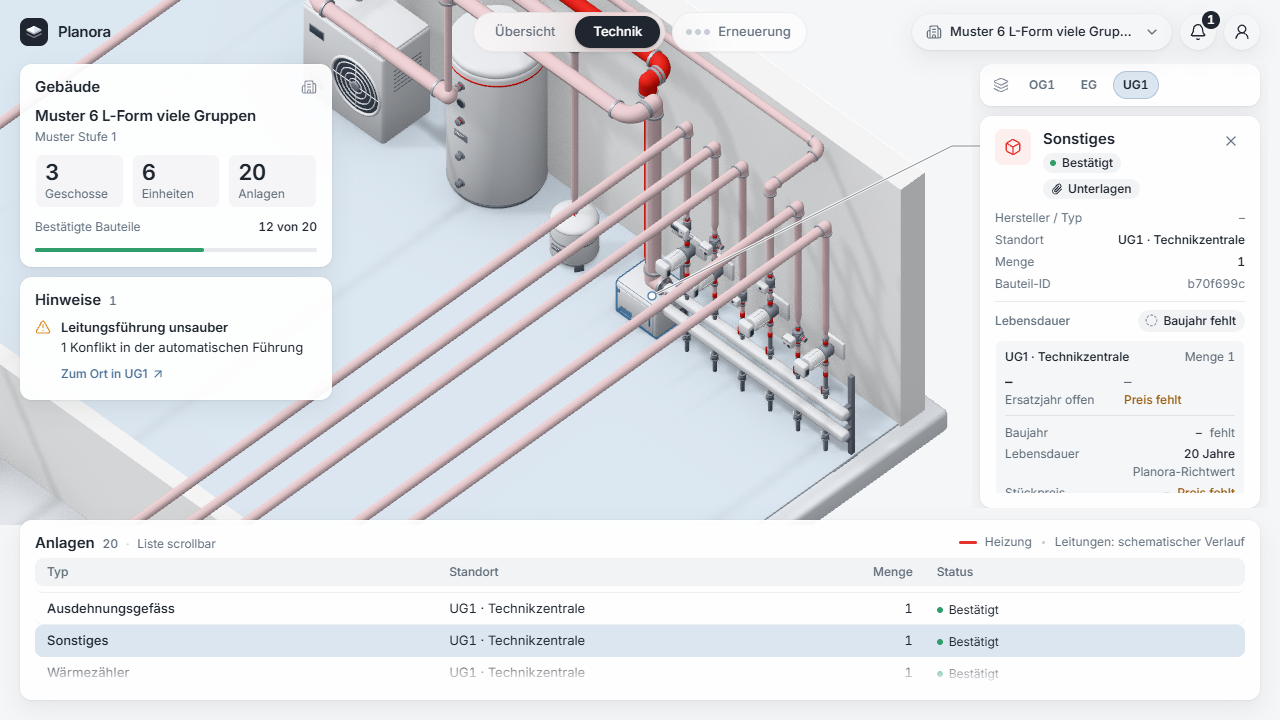 Planora
Übersicht
Technik
Erneuerung
Muster 6 L-Form viele Grup...
1
Gebäude
Muster 6 L-Form viele Gruppen
Muster Stufe 1
3
Geschosse
6
Einheiten
20
Anlagen
Bestätigte Bauteile
12 von 20
Hinweise 1
Leitungsführung unsauber
1 Konflikt in der automatischen Führung
Zum Ort in UG1
OG1
EG
UG1
Sonstiges
Bestätigt
Unterlagen
Hersteller / Typ –
Standort UG1 · Technikzentrale
Menge 1
Bauteil-ID b70f699c
Lebensdauer Baujahr fehlt
UG1 · Technikzentrale Menge 1
– –
Ersatzjahr offen Preis fehlt
Baujahr – fehlt
Lebensdauer 20 Jahre
Planora-Richtwert
Stückpreis – Preis fehlt
Anlagen 20 · Liste scrollbar
Heizung · Leitungen: schematischer Verlauf
Typ Standort Menge Status
Ausdehnungsgefäss UG1 · Technikzentrale 1 Bestätigt
Sonstiges UG1 · Technikzentrale 1 Bestätigt
Wärmezähler UG1 · Technikzentrale 1 Bestätigt